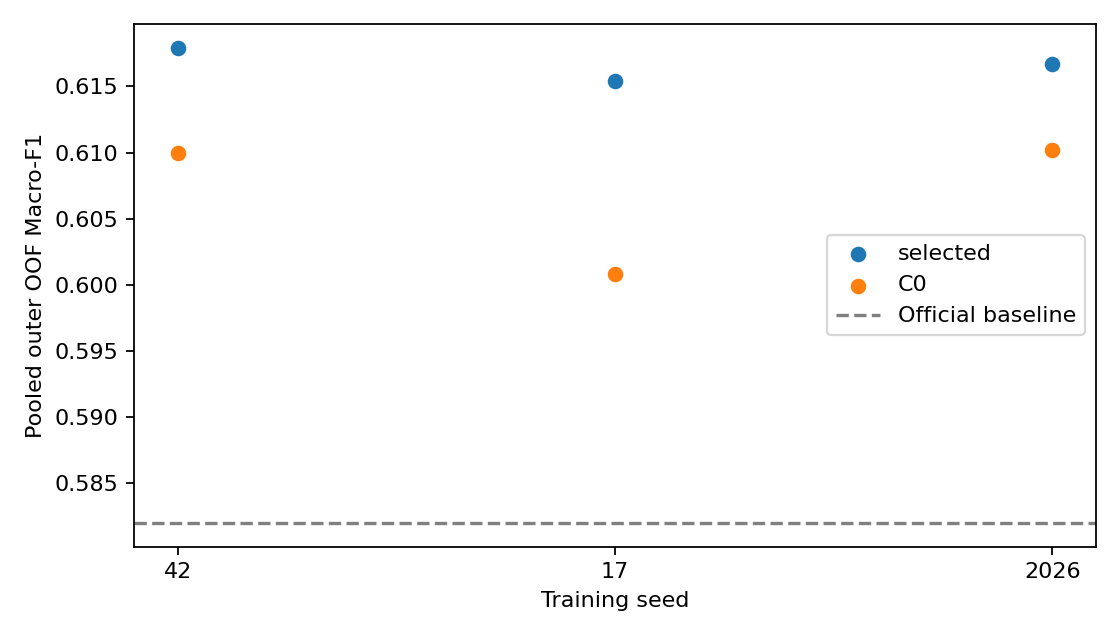 Pooled outer OOF Macro-F1
0.615
0.610
0.605
0.600
0.595
0.590
0.585
selected
C0
Official baseline
42
17
2026
Training seed